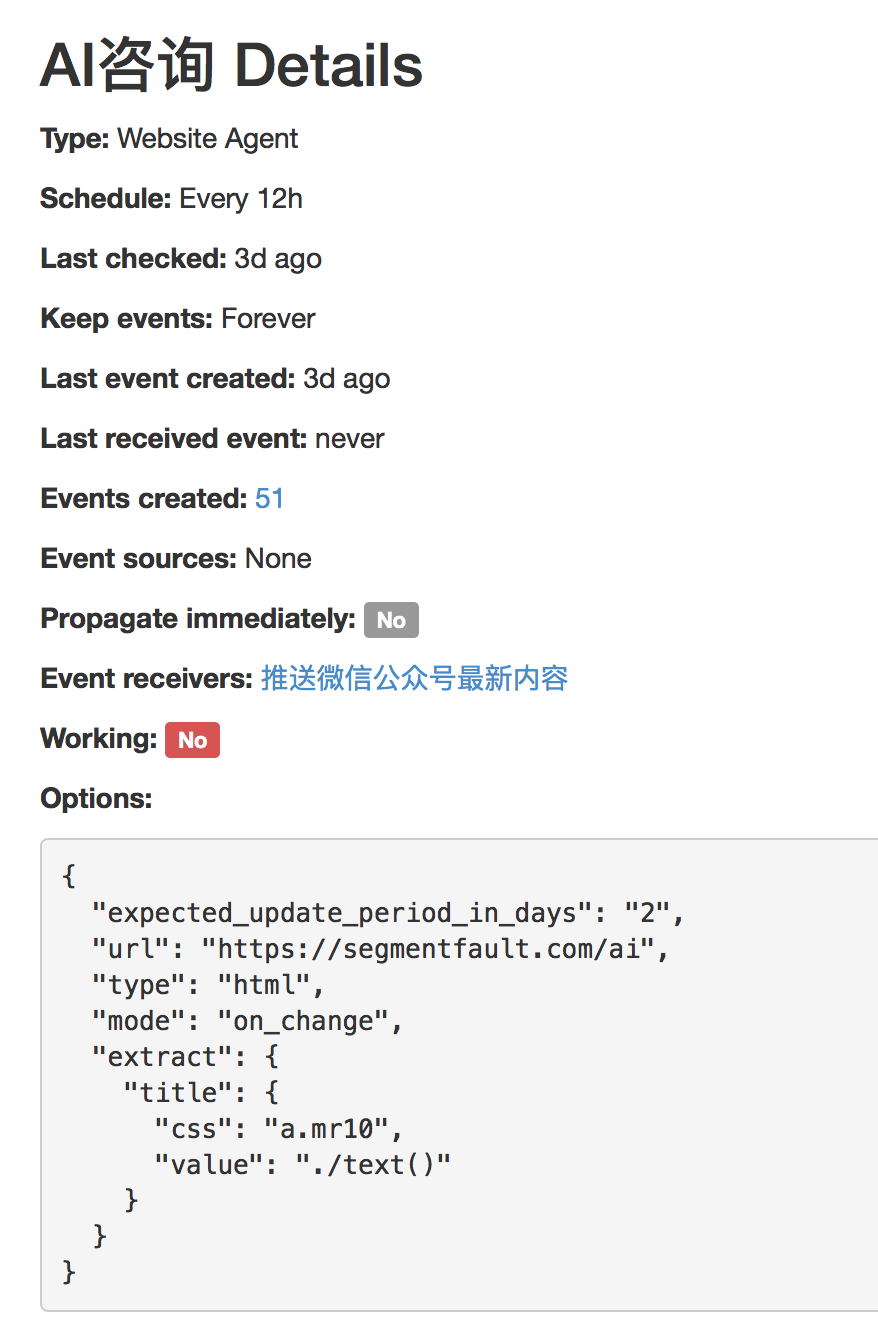 AI咨询 Details
Type: Website Agent
Schedule: Every 12h
Last checked: 3d ago
Keep events: Forever
Last event created: 3d ago
Last received event: never
Events created: 51
Event sources: None
Propagate immediately: No
Event receivers: 推送微信公众号最新内容
Working: No
Options:
{
  "expected_update_period_in_days": "2",
  "url": "https://segmentfault.com/ai",
  "type": "html",
  "mode": "on_change",
  "extract": {
    "title": {
      "css": "a.mr10",
      "value": "./text()"
    }
  }
}